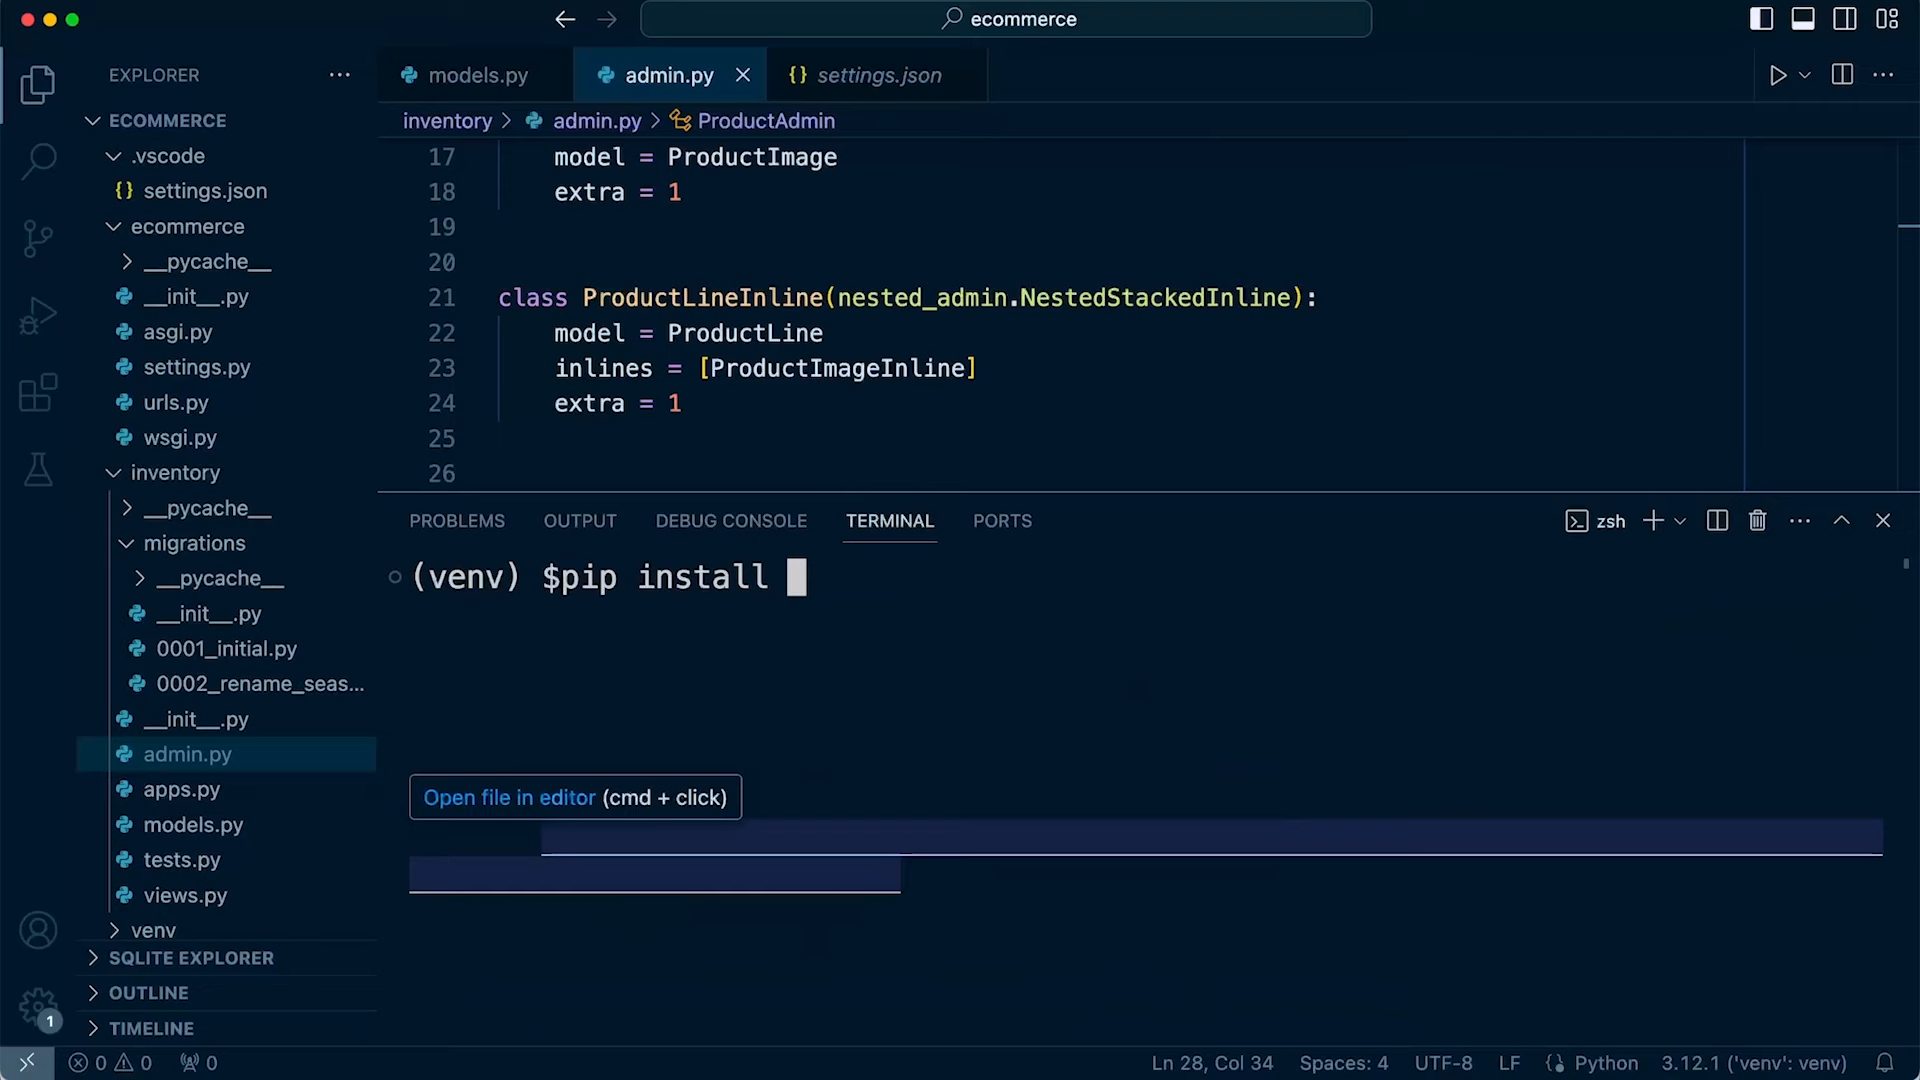 ecommerce
EXPLORER
ECOMMERCE
.vscode
{} settings.json
ecommerce
__pycache__
__init__.py
asgi.py
settings.py
urls.py
wsgi.py
inventory
__pycache__
migrations
__pycache__
__init__.py
0001_initial.py
0002_rename_seas...
__init__.py
admin.py
apps.py
models.py
tests.py
views.py
venv
SQLITE EXPLORER
OUTLINE
TIMELINE
1
models.py
admin.py
{} settings.json
inventory > admin.py > ProductAdmin
17 model = ProductImage
18 extra = 1
19
20
21 class ProductLineInline(nested_admin.NestedStackedInline):
22 model = ProductLine
23 inlines = [ProductImageInline]
24 extra = 1
25
26
PROBLEMS OUTPUT DEBUG CONSOLE TERMINAL PORTS
zsh
(venv) $pip install
Open file in editor (cmd + click)
0 0 0
Ln 28, Col 34 Spaces: 4 UTF-8 LF {} Python 3.12.1 ('venv': venv)